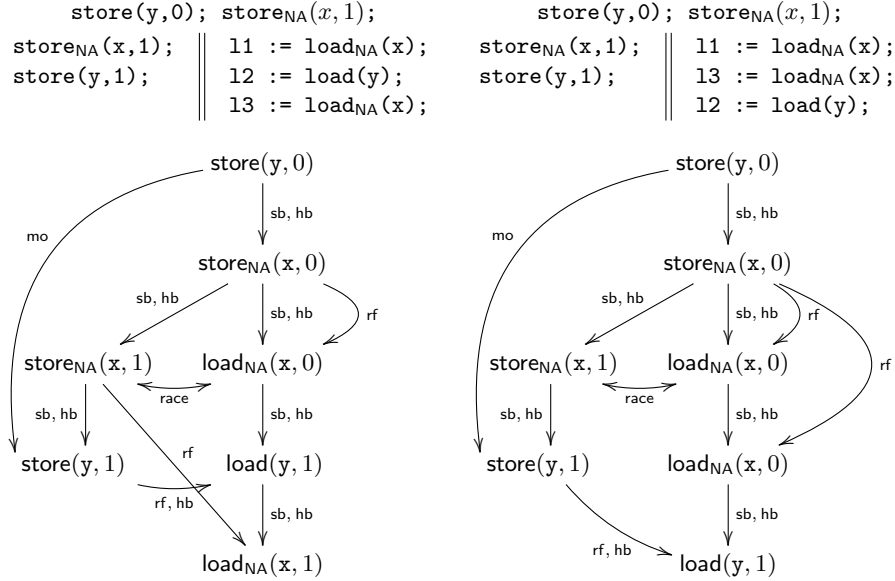 store(y,0); store_NA(x, 1);
store_NA(x,1); l1 := load_NA(x);
store(y,1); l2 := load(y);
l3 := load_NA(x);
store(y, 0)
sb, hb
mo
store_NA(x, 0)
sb, hb
sb, hb
rf
store_NA(x, 1)
load_NA(x, 0)
race
sb, hb
sb, hb
rf
store(y, 1)
load(y, 1)
rf, hb
sb, hb
load_NA(x, 1)
store(y,0); store_NA(x, 1);
store_NA(x,1); l1 := load_NA(x);
store(y,1); l3 := load_NA(x);
l2 := load(y);
store(y, 0)
sb, hb
mo
store_NA(x, 0)
sb, hb
sb, hb
rf
rf
store_NA(x, 1)
load_NA(x, 0)
race
sb, hb
sb, hb
store(y, 1)
load_NA(x, 0)
sb, hb
rf, hb
load(y, 1)